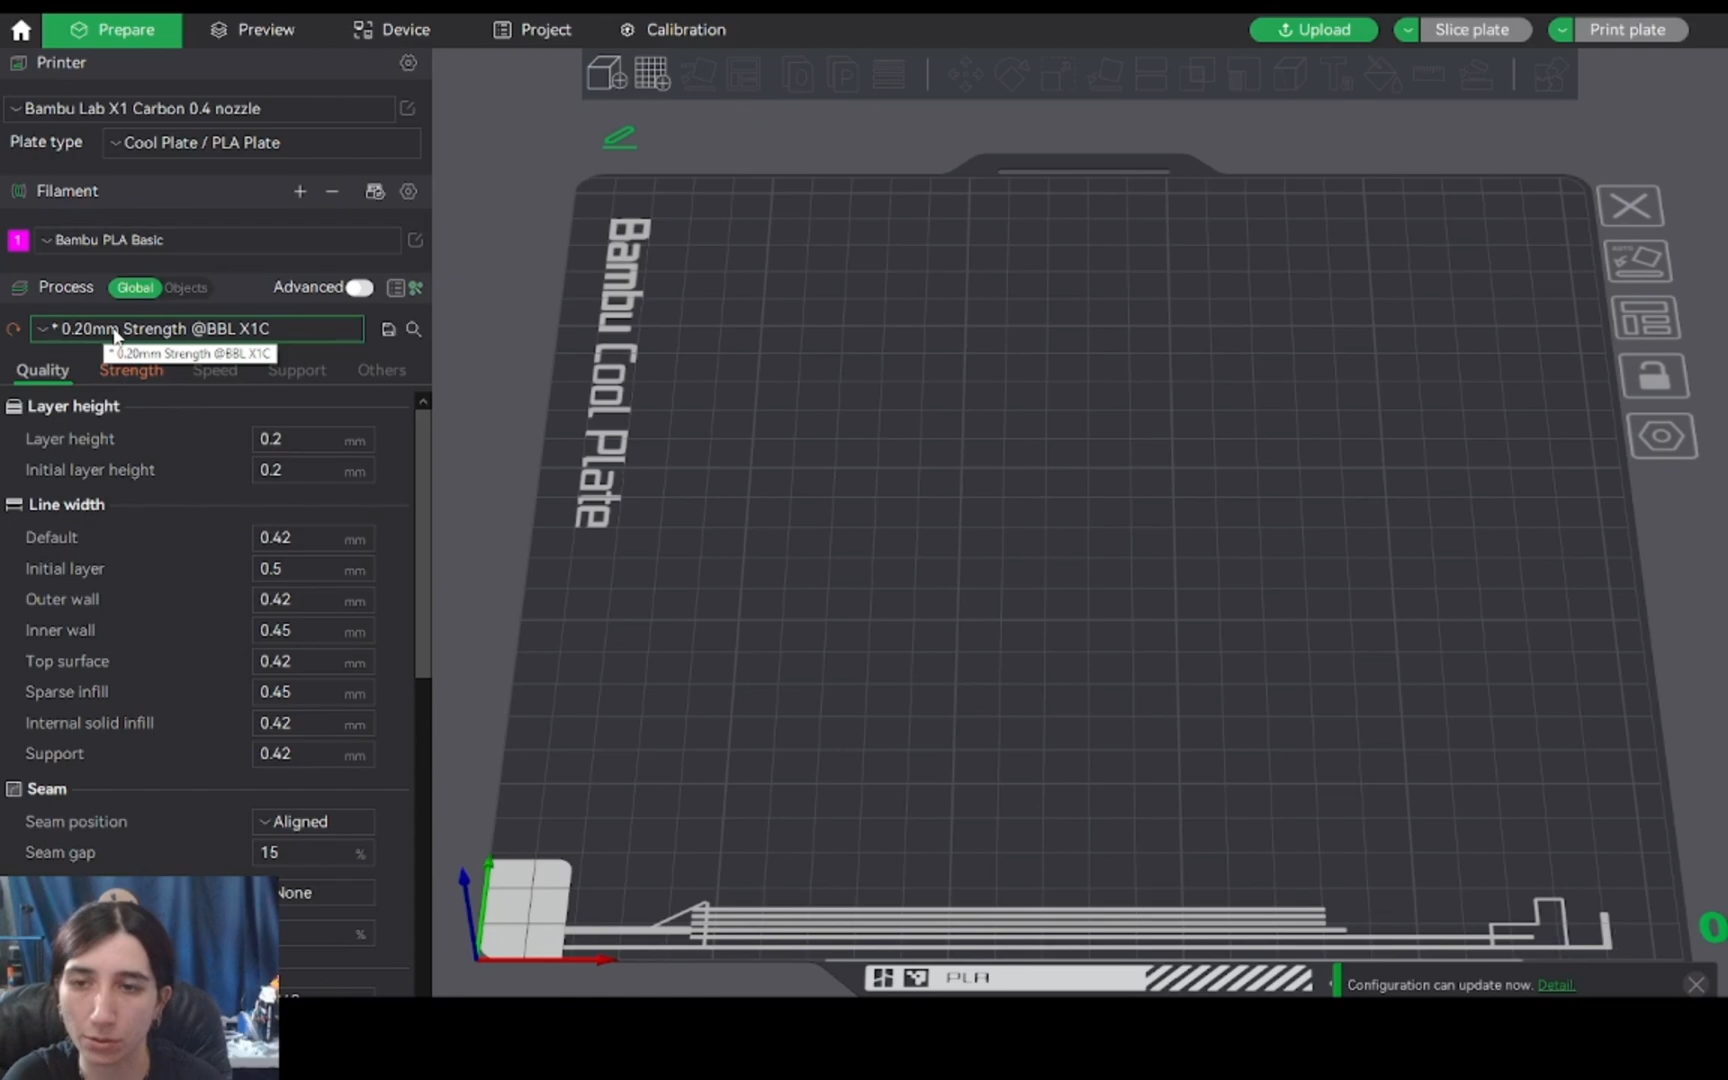 Prepare Preview Device Project Calibration Upload Slice plate Print plate
Printer
Bambu Lab X1 Carbon 0.4 nozzle
Plate type Cool Plate / PLA Plate
Filament
1 Bambu PLA Basic
Process Global Objects Advanced
* 0.20mm Strength @BBL X1C
* 0.20mm Strength @BBL X1C
Quality Strength Speed Support Others
Layer height
Layer height 0.2 mm
Initial layer height 0.2 mm
Line width
Default 0.42 mm
Initial layer 0.5 mm
Outer wall 0.42 mm
Inner wall 0.45 mm
Top surface 0.42 mm
Sparse infill 0.45 mm
Internal solid infill 0.42 mm
Support 0.42 mm
Seam
Seam position Aligned
Seam gap 15 %
None
%
Bambu Cool Plate
AUTO
PLA
Configuration can update now. Detail.